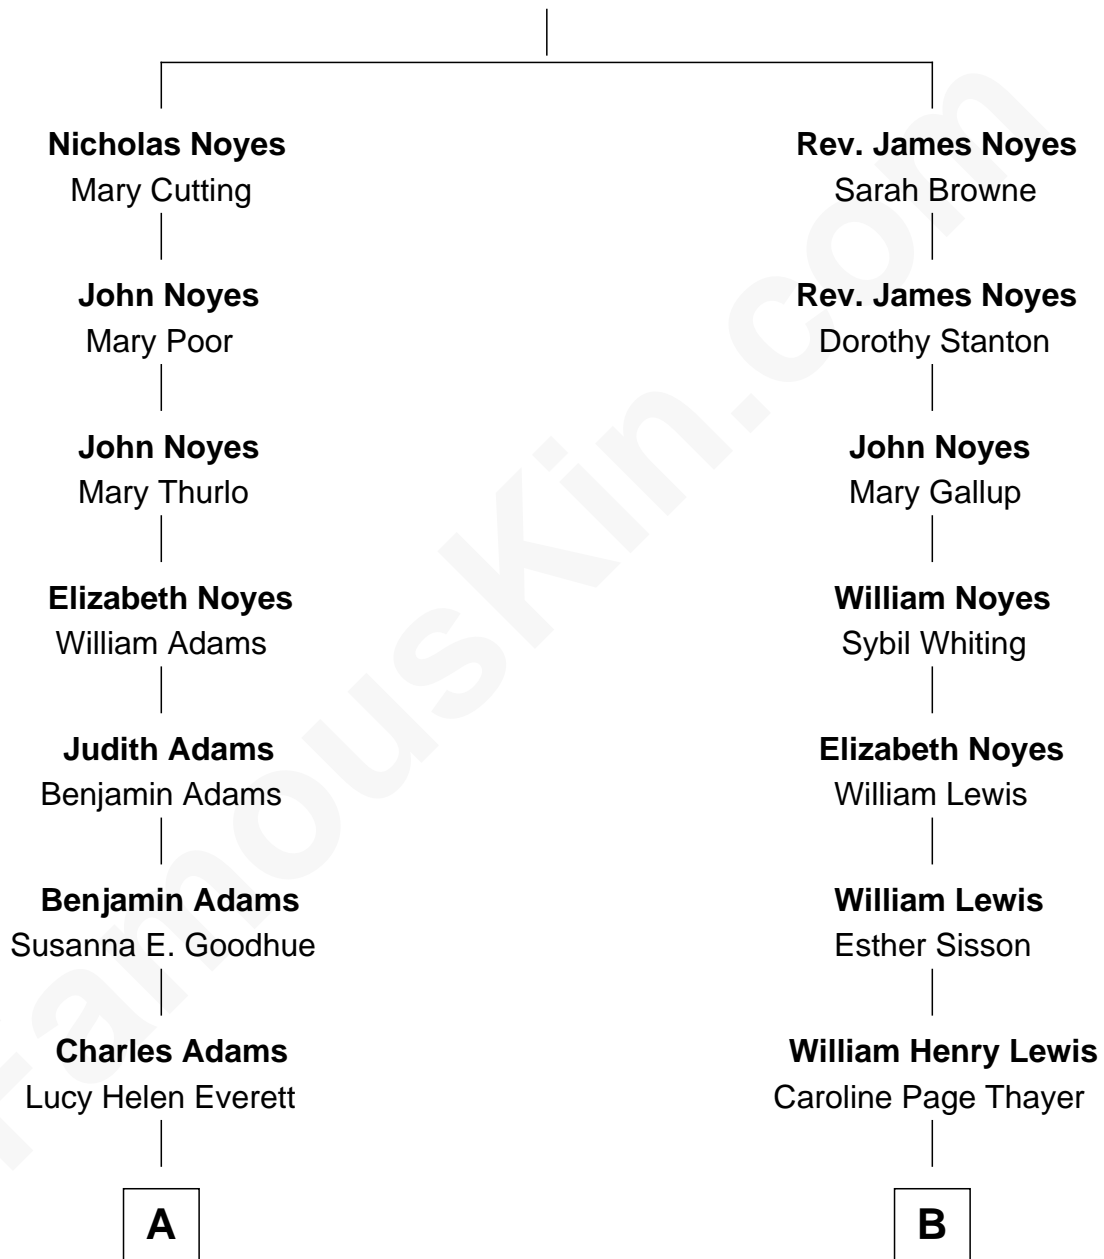 Nicholas Noyes
Mary Cutting
John Noyes
Mary Poor
John Noyes
Mary Thurlo
Elizabeth Noyes
William Adams
Judith Adams
Benjamin Adams
Benjamin Adams
Susanna E. Goodhue
Charles Adams
Lucy Helen Everett
A
Rev. James Noyes
Sarah Browne
Rev. James Noyes
Dorothy Stanton
John Noyes
Mary Gallup
William Noyes
Sybil Whiting
Elizabeth Noyes
William Lewis
William Lewis
Esther Sisson
William Henry Lewis
Caroline Page Thayer
B
FamousKin.com